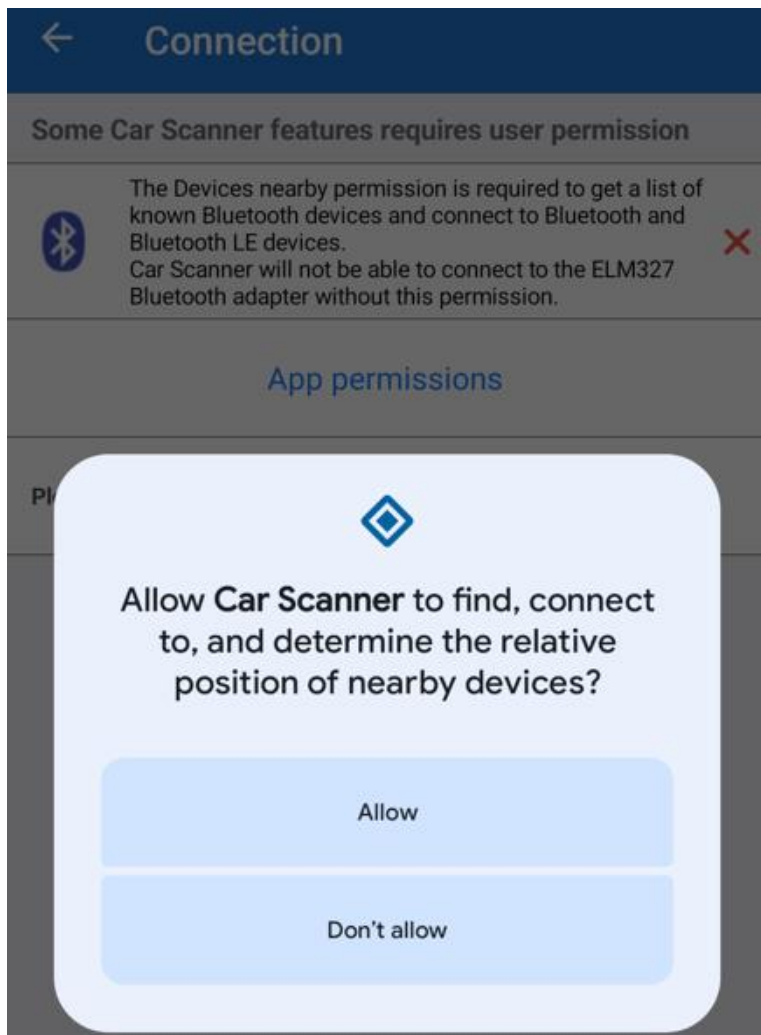 Connection
Some Car Scanner features requires user permission
The Devices nearby permission is required to get a list of
known Bluetooth devices and connect to Bluetooth and
Bluetooth LE devices.
Car Scanner will not be able to connect to the ELM327
Bluetooth adapter without this permission.
App permissions
Allow Car Scanner to find, connect
to, and determine the relative
position of nearby devices?
Allow
Don't allow